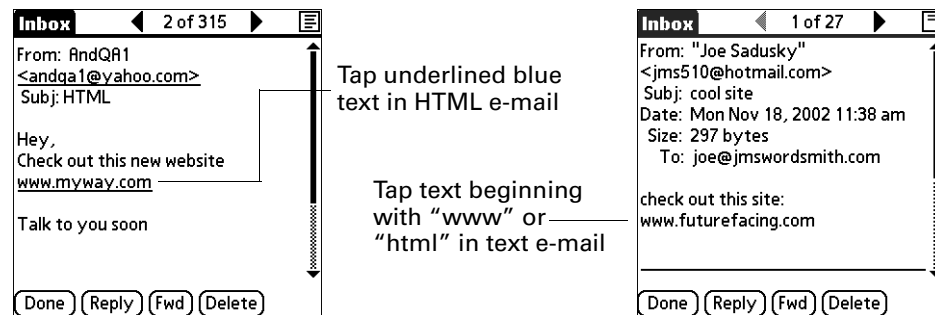 Inbox 2 of 315
From: AndQA1
<andqa1@yahoo.com>
Subj: HTML
Hey,
Check out this new website
www.myway.com
Talk to you soon
Done Reply Fwd Delete
Tap underlined blue
text in HTML e-mail
Tap text beginning
with “www” or
“html” in text e-mail
Inbox 1 of 27
From: "Joe Sadusky"
<jms510@hotmail.com>
Subj: cool site
Date: Mon Nov 18, 2002 11:38 am
Size: 297 bytes
To: joe@jmswordsmith.com
check out this site:
www.futurefacing.com
Done Reply Fwd Delete